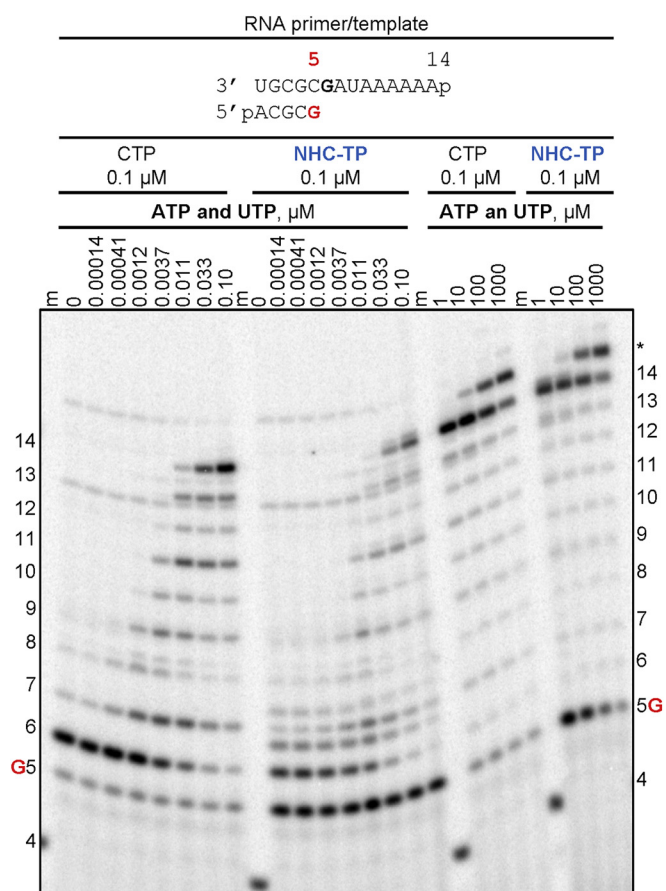 RNA primer/template
5 14
3′ UGCGCGAUAAAAAAp
5′pACGCG
CTP NHC-TP CTP NHC-TP
0.1 µM 0.1 µM 0.1 µM 0.1 µM
ATP and UTP, µM ATP an UTP, µM
m 0 0.00014 0.00041 0.0012 0.0037 0.011 0.033 0.10 m 0 0.00014 0.00041 0.0012 0.0037 0.011 0.033 0.10 m 1 10 100 1000 m 1 10 100 1000
*
14
13
12
11
10
9
8
7
6
G5
4
14
13
12
11
10
9
8
7
6
5G
4